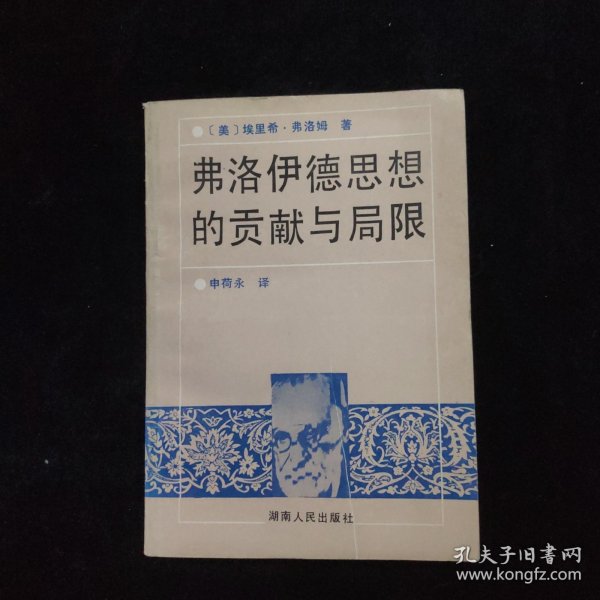 〔美〕埃里希·弗洛姆 著
弗洛伊德思想
的贡献与局限
申荷永 译
湖南人民出版社
孔夫子旧书网
www.kongfz.com